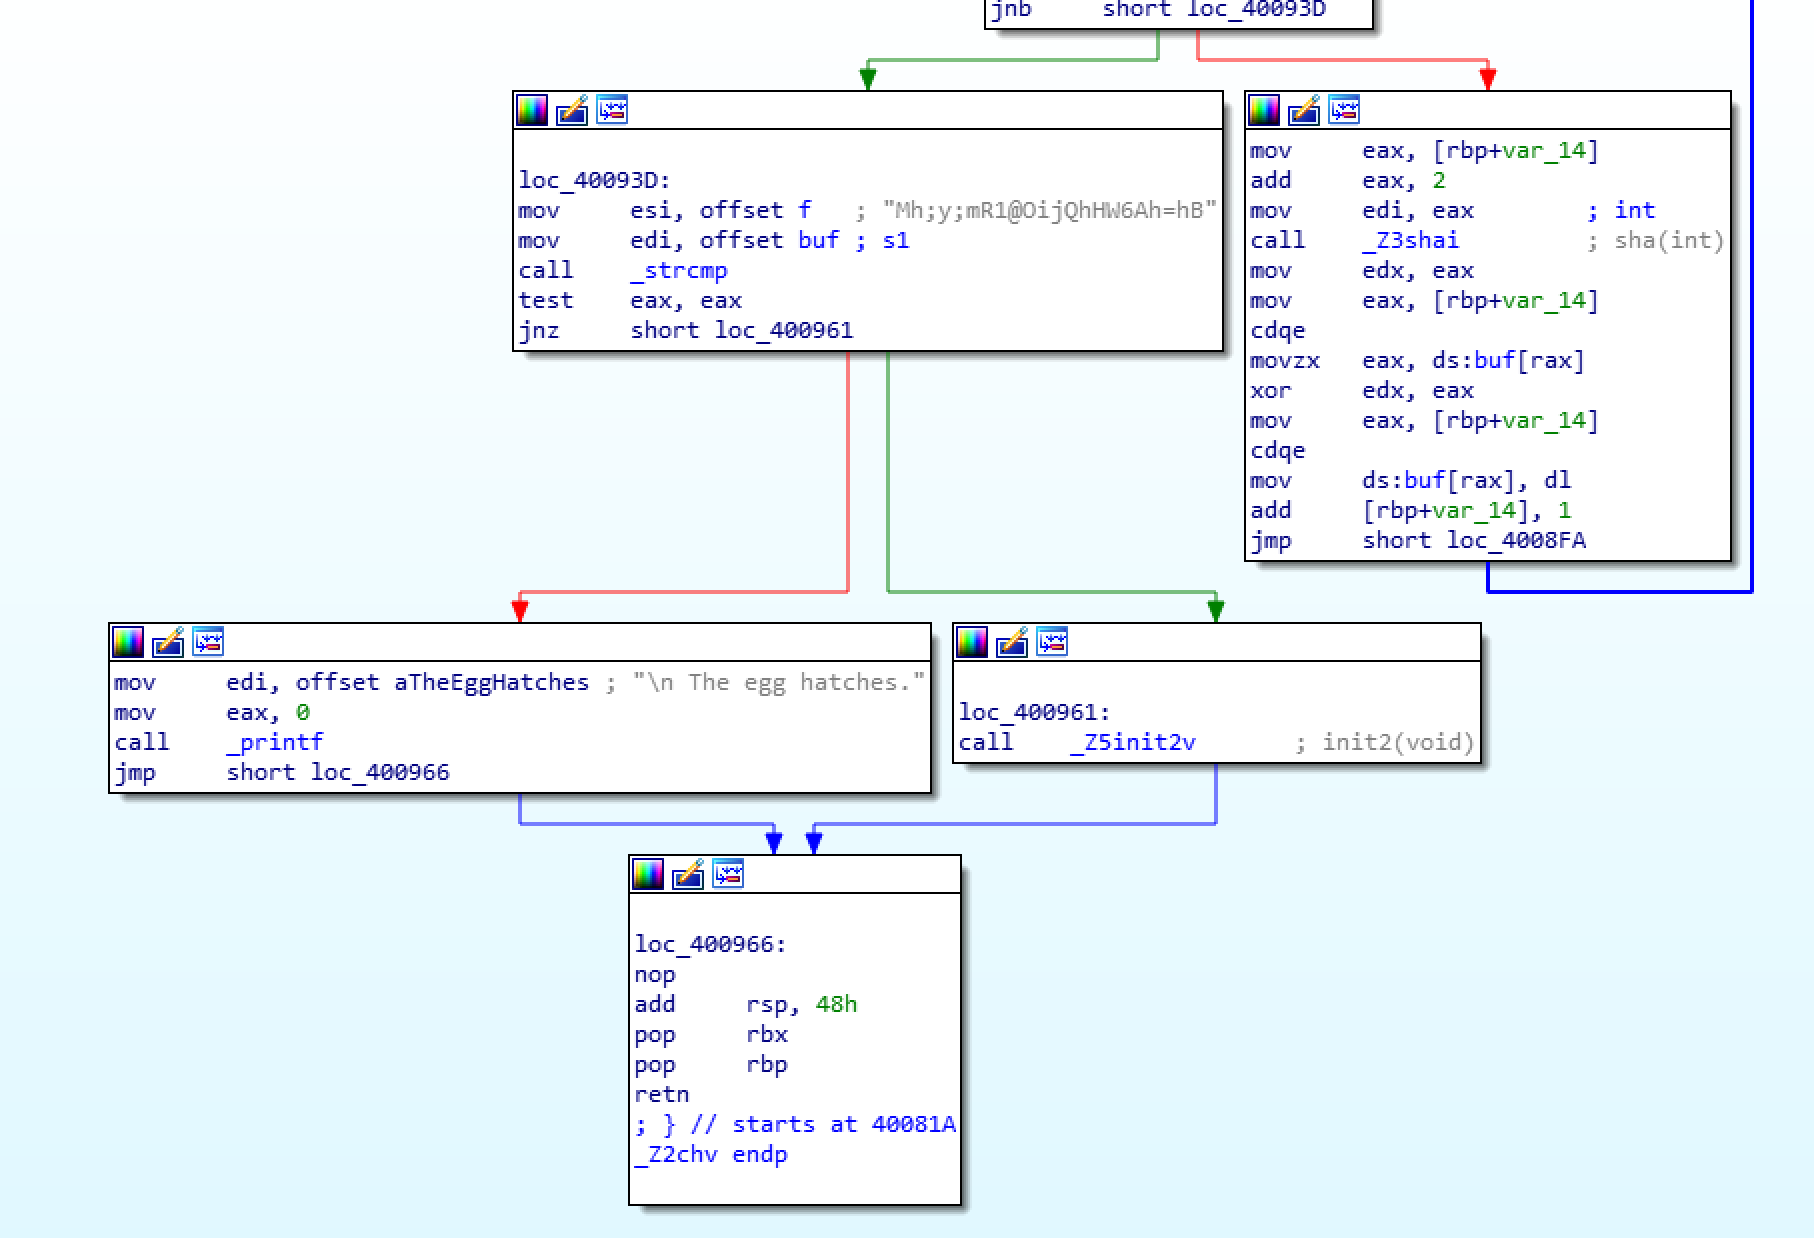 jnb     short loc_40093D
loc_40093D:
mov     esi, offset f   ; "Mh;y;mR1@OijQhHW6Ah=hB"
mov     edi, offset buf ; s1
call    _strcmp
test    eax, eax
jnz     short loc_400961
mov     eax, [rbp+var_14]
add     eax, 2
mov     edi, eax        ; int
call    _Z3shai         ; sha(int)
mov     edx, eax
mov     eax, [rbp+var_14]
cdqe
movzx   eax, ds:buf[rax]
xor     edx, eax
mov     eax, [rbp+var_14]
cdqe
mov     ds:buf[rax], dl
add     [rbp+var_14], 1
jmp     short loc_4008FA
mov     edi, offset aTheEggHatches ; "\n The egg hatches."
mov     eax, 0
call    _printf
jmp     short loc_400966
loc_400961:
call    _Z5init2v       ; init2(void)
loc_400966:
nop
add     rsp, 48h
pop     rbx
pop     rbp
retn
; } // starts at 40081A
_Z2chv endp